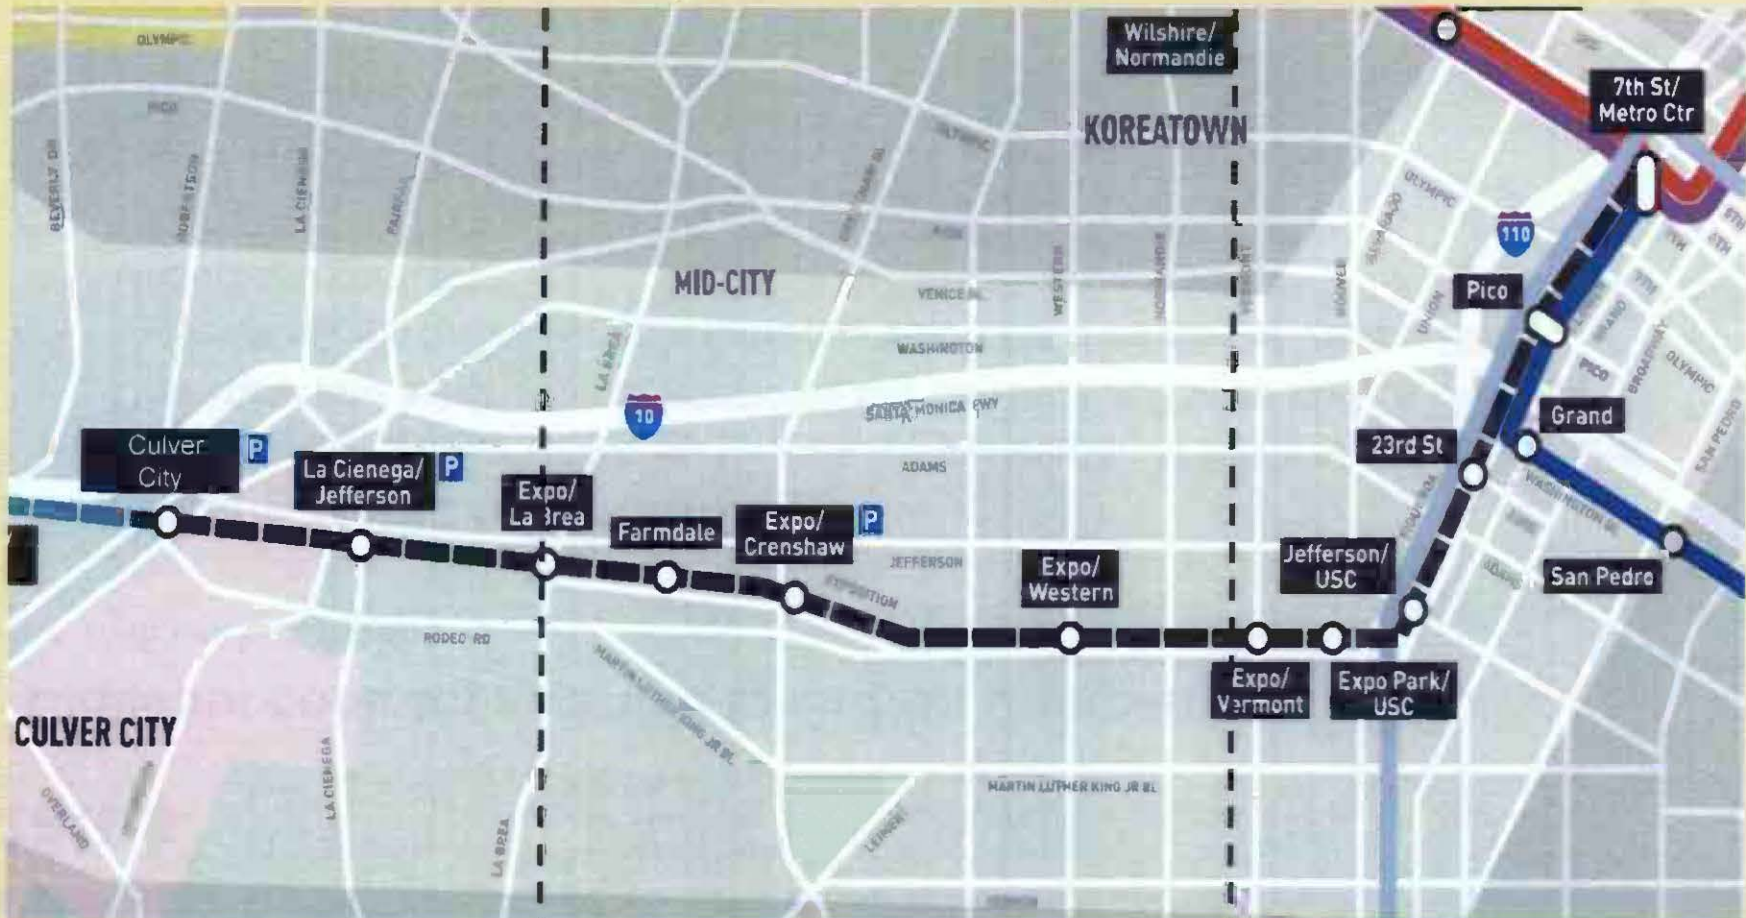 Wilshire/
Normandie
7th St/
Metro Ctr
KOREATOWN
MID-CITY
110
Pico
10
Grand
23rd St
San Pedro
Culver
City
P
La Cienega/
Jefferson
P
Expo/
La Brea
Farmdale
Expo/
Crenshaw
P
Expo/
Western
Jefferson/
USC
Expo/
Vermont
Expo Park/
USC
CULVER CITY
OLYMPIC
PICO
BEVERLY DR
ROBERTSON
LA CIENEGA
FAIRFAX
OLYMPIC
VENICE BL
WASHINGTON
SANTA MONICA FWY
LA BREA
ADAMS
JEFFERSON
EXPOSITION
WESTERN
NORMANDIE
VERMONT
HOOVER
UNION
OLYMPIC
PICO
BROADWAY
OLYMPIC
SAN PEDRO
WASHINGTON BL
ADAMS
FIGUEROA
RODEO RD
MARTIN LUTHER KING JR BL
MARTIN LUTHER KING JR BL
LEIMERT
LA CIENEGA
LA BREA
OVERLAND